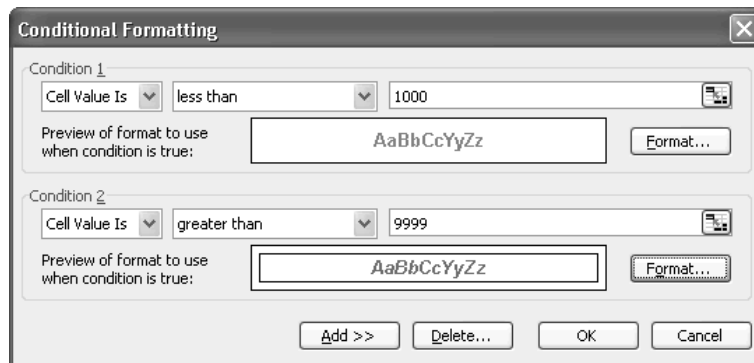 Conditional Formatting
Condition 1
Cell Value Is less than 1000
Preview of format to use
when condition is true:
AaBbCcYyZz
Format...
Condition 2
Cell Value Is greater than 9999
Preview of format to use
when condition is true:
AaBbCcYyZz
Format...
Add >> Delete... OK Cancel